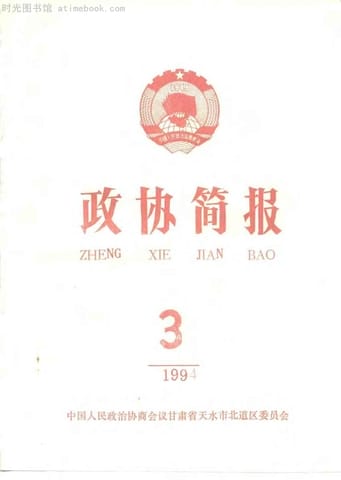 时光图书馆 atimebook.com
政协简报
ZHENG XIE JIAN BAO
3
1994
中国人民政治协商会议甘肃省天水市北道区委员会